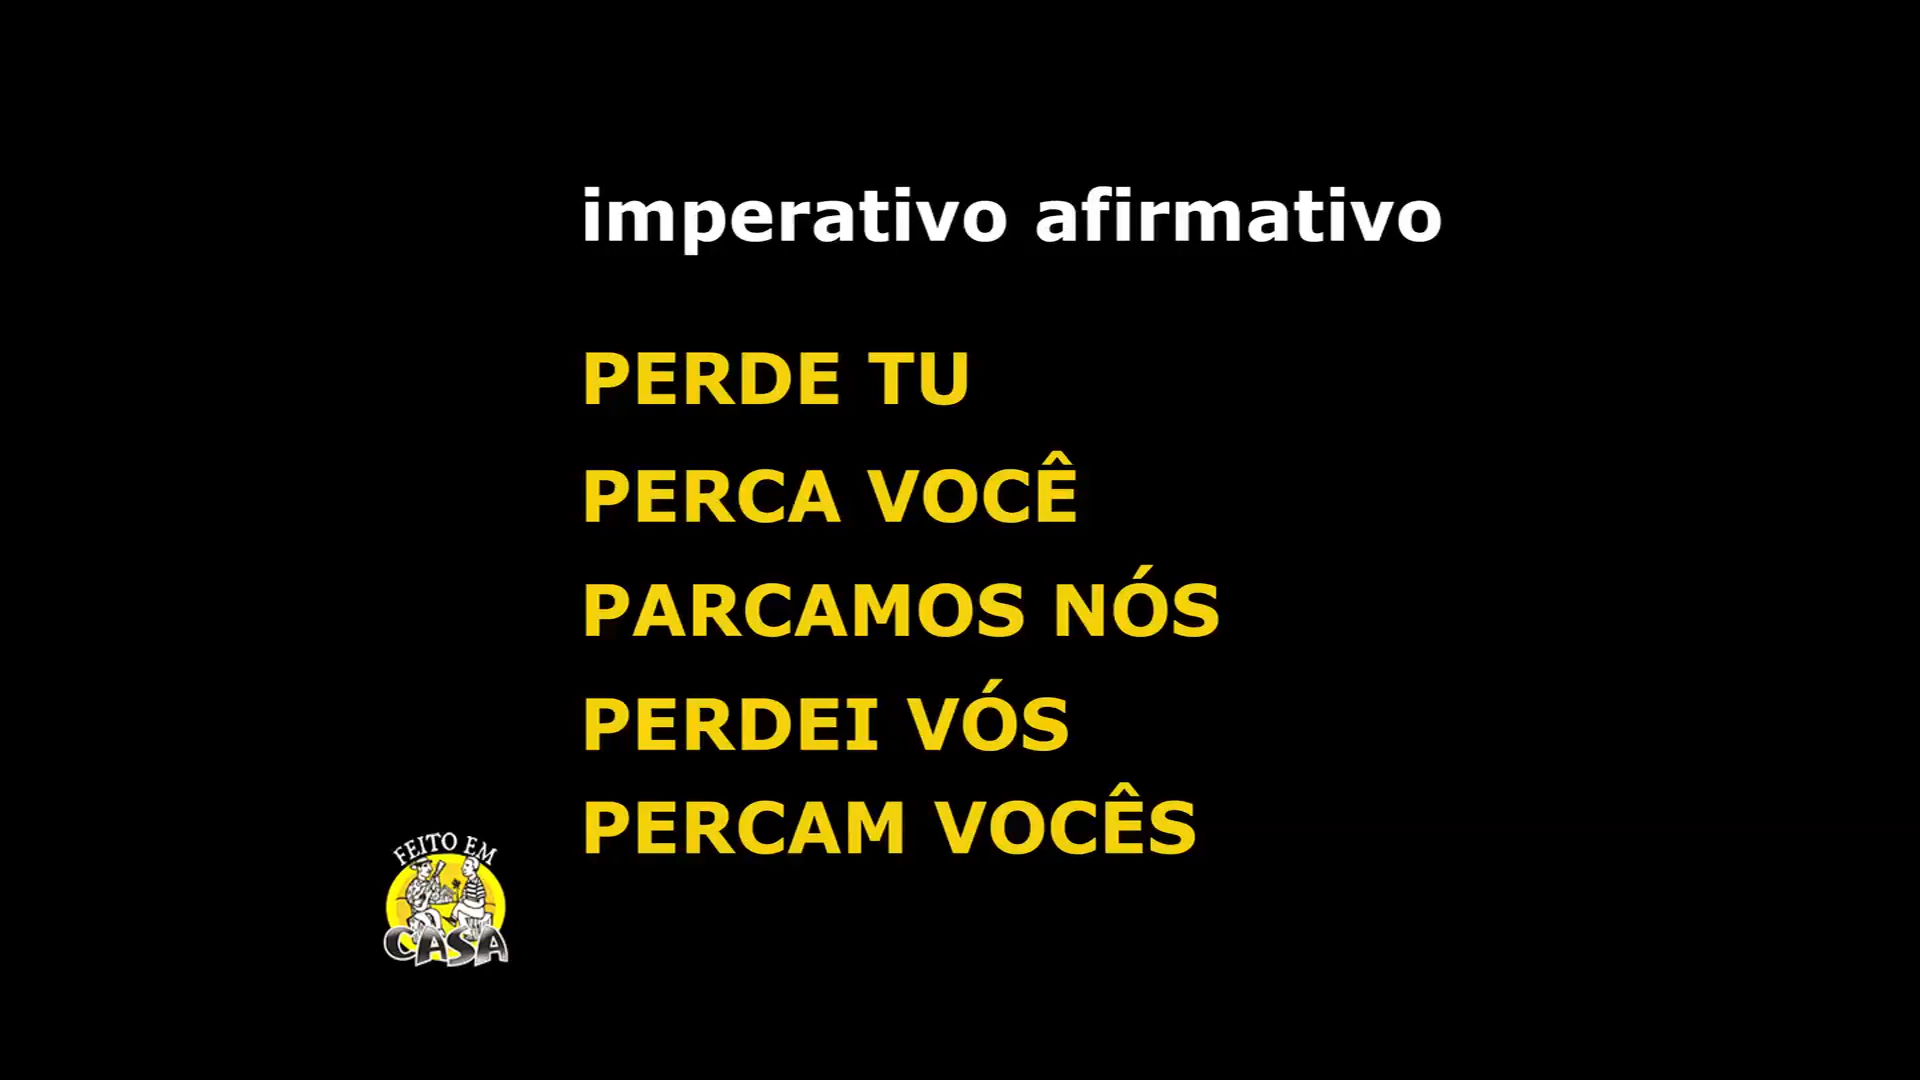 imperativo afirmativo
PERDE TU
PERCA VOCÊ
PARCAMOS NÓS
PERDEI VÓS
PERCAM VOCÊS
FEITO EM
CASA